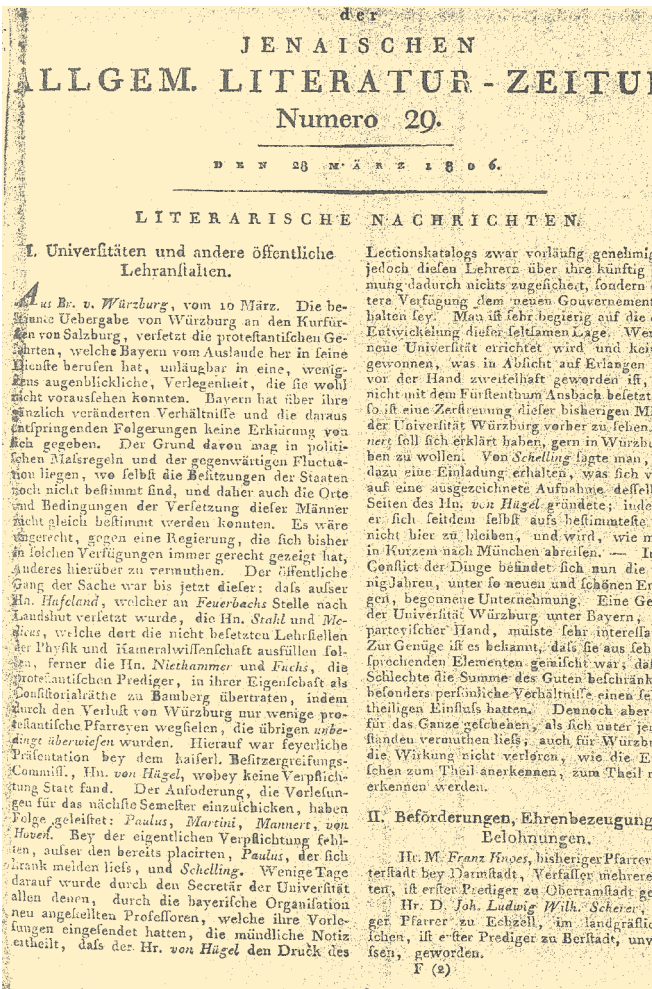 der
JENAISCHEN
ALLGEM. LITERATUR-ZEITU
Numero 29.
DEN 28 MÄRZ 1806.
LITERARISCHE NACHRICHTEN.
I. Univerſitäten und andere öffentliche
Lehranſtalten.
Aus Br. v. Würzburg, vom 10 März. Die be-
kannte Uebergabe von Würzburg an den Kurfür-
ſten von Salzburg, verſetzt die proteſtantiſchen Ge-
lehrten, welche Bayern vom Auslande her in ſeine
Dienſte berufen hat, unläugbar in eine, wenig-
ſtens augenblickliche, Verlegenheit, die ſie wohl
nicht vorausſehen konnten. Bayern hat über ihre
gänzlich veränderten Verhältniſſe und die daraus
entſpringenden Folgerungen keine Erklärung von
ſich gegeben. Der Grund davon mag in politi-
ſchen Maſsregeln und der gegenwärtigen Fluctua-
tion liegen, wo ſelbſt die Beſitzungen der Staaten
noch nicht beſtimmt ſind, und daher auch die Orte
und Bedingungen der Verſetzung dieſer Männer
nicht gleich beſtimmt werden konnten. Es wäre
ungerecht, gegen eine Regierung, die ſich bisher
in ſolchen Verfügungen immer gerecht gezeigt hat,
anderes hierüber zu vermuthen. Der öffentliche
Gang der Sache war bis jetzt dieſer: daſs auſser
Hn. Hufeland, welcher an Feuerbachs Stelle nach
Landshut verſetzt wurde, die Hn. Stahl und Me-
dicus, welche dort die nicht beſetzten Lehrſtellen
der Phyſik und Kameralwiſſenſchaft ausfüllen ſol-
len, ferner die Hn. Niethammer und Fuchs, die
proteſtantiſchen Prediger, in ihrer Eigenſchaft als
Conſiſtorialräthe zu Bamberg übertraten, indem
durch den Verluſt von Würzburg nur wenige pro-
teſtantiſche Pfarreyen wegfielen, die übrigen unbe-
dingt überwieſen wurden. Hierauf war feyerliche
Präſentation bey dem kaiſerl. Beſitzergreifungs-
Commiſſ., Hn. von Hügel, wobey keine Verpflich-
tung Statt fand. Der Auſoderung, die Vorleſun-
gen für das nächſte Semeſter einzuſchicken, haben
Folge geleiſtet: Paulus, Martini, Mannert, von
Hoven. Bey der eigentlichen Verpflichtung fehl-
ten, auſser den bereits placirten, Paulus, der ſich
krank melden lieſs, und Schelling. Wenige Tage
darauf wurde durch den Secretär der Univerſität
allen denen, durch die bayeriſche Organiſation
neu angeſtellten Profeſſoren, welche ihre Vorle-
ſungen eingeſendet hatten, die mündliche Notiz
ertheilt, daſs der Hr. von Hügel den Druck des
Lectionskatalogs zwar vorläufig genehmig
jedoch dieſen Lehrern über ihre künftig
mung dadurch nichts zugeſichert, ſondern
tere Verfügung dem neuen Gouvernement
halten ſey. Man iſt ſehr begierig auf die
Entwickelung dieſer ſeltſamen Lage. Wer
neue Univerſität errichtet wird und kei
gewonnen, was in Abſicht auf Erlangen
vor der Hand zweifelhaft geworden iſt,
nicht mit dem Fürſtenthum Ansbach beſetzt
ſo iſt eine Zerſtreuung dieſer bisherigen Mi
der Univerſität Würzburg vorher zu ſehen.
nert ſoll ſich erklärt haben, gern in Würzbu
ben zu wollen. Von Schelling ſagte man,
dazu eine Einladung erhalten, was ſich v
auf eine ausgezeichnete Aufnahme deſſelb
Seiten des Hn. von Hügel gründete; inde
er ſich ſeitdem ſelbſt aufs beſtimmteſte
nicht hier zu bleiben, und wird, wie m
in Kurzem nach München abreiſen. — In
Conflict der Dinge befindet ſich nun die
nig Jahren, unter ſo neuen und ſchönen Er
gen, begonnene Unternehmung. Eine Ge
der Univerſität Würzburg unter Bayern,
parteyiſcher Hand, müſste ſehr intereſſa
Zur Genüge iſt es bekannt, daſs ſie aus ſeh
ſprechenden Elementen gemiſcht war; daſ
Schlechte die Summe des Guten beſchränk
beſonders perſönliche Verhältniſſe einen ſe
theiligen Einfluſs hatten. Dennoch aber
für das Ganze geſchehen, als ſich unter jen
ſtänden vermuthen lieſs; auch für Würzbu
die Wirkung nicht verloren, wie die E
ſchen zum Theil anerkennen, zum Theil n
erkennen werden.
II. Beförderungen, Ehrenbezeugung
Belohnungen.
Hr. M. Franz Knoes, bisheriger Pfarrer
terſtadt bey Darmſtadt, Verfaſſer mehrere
ten, iſt erſter Prediger zu Oberramſtadt ge
Hr. D. Joh. Ludwig Wilh. Scherer,
ger Pfarrer zu Echzell, im landgräflic
ſchen, iſt erſter Prediger zu Berſtadt, unw
ſſen, geworden.
F (2)